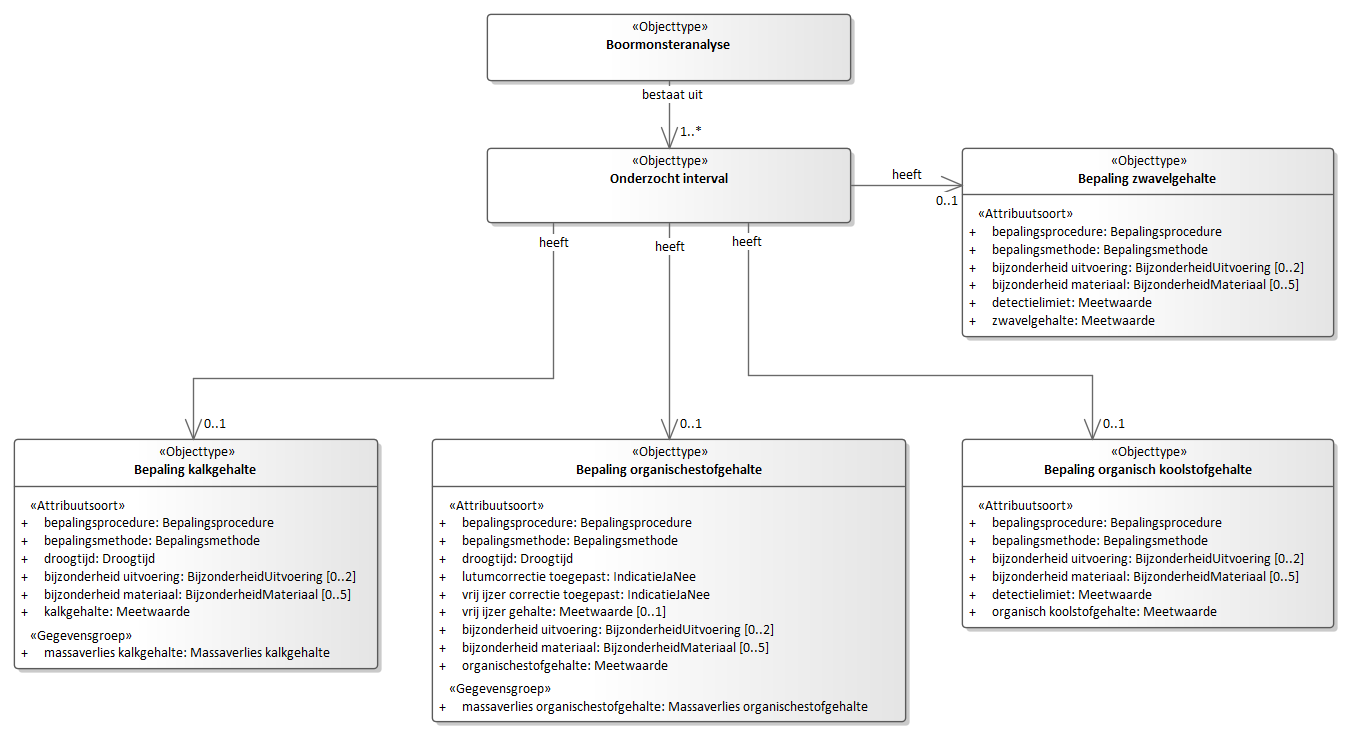 «Objecttype»
Boormonsteranalyse
bestaat uit
1..*
«Objecttype»
Onderzocht interval
heeft
0..1
«Objecttype»
Bepaling zwavelgehalte
«Attribuutsoort»
+ bepalingsprocedure: Bepalingsprocedure
+ bepalingsmethode: Bepalingsmethode
+ bijzonderheid uitvoering: BijzonderheidUitvoering [0..2]
+ bijzonderheid materiaal: BijzonderheidMateriaal [0..5]
+ detectielimiet: Meetwaarde
+ zwavelgehalte: Meetwaarde
heeft
heeft
heeft
0..1
0..1
0..1
«Objecttype»
Bepaling kalkgehalte
«Attribuutsoort»
+ bepalingsprocedure: Bepalingsprocedure
+ bepalingsmethode: Bepalingsmethode
+ droogtijd: Droogtijd
+ bijzonderheid uitvoering: BijzonderheidUitvoering [0..2]
+ bijzonderheid materiaal: BijzonderheidMateriaal [0..5]
+ kalkgehalte: Meetwaarde
«Gegevensgroep»
+ massaverlies kalkgehalte: Massaverlies kalkgehalte
«Objecttype»
Bepaling organischestofgehalte
«Attribuutsoort»
+ bepalingsprocedure: Bepalingsprocedure
+ bepalingsmethode: Bepalingsmethode
+ droogtijd: Droogtijd
+ lutumcorrectie toegepast: IndicatieJaNee
+ vrij ijzer correctie toegepast: IndicatieJaNee
+ vrij ijzer gehalte: Meetwaarde [0..1]
+ bijzonderheid uitvoering: BijzonderheidUitvoering [0..2]
+ bijzonderheid materiaal: BijzonderheidMateriaal [0..5]
+ organischestofgehalte: Meetwaarde
«Gegevensgroep»
+ massaverlies organischestofgehalte: Massaverlies organischestofgehalte
«Objecttype»
Bepaling organisch koolstofgehalte
«Attribuutsoort»
+ bepalingsprocedure: Bepalingsprocedure
+ bepalingsmethode: Bepalingsmethode
+ bijzonderheid uitvoering: BijzonderheidUitvoering [0..2]
+ bijzonderheid materiaal: BijzonderheidMateriaal [0..5]
+ detectielimiet: Meetwaarde
+ organisch koolstofgehalte: Meetwaarde